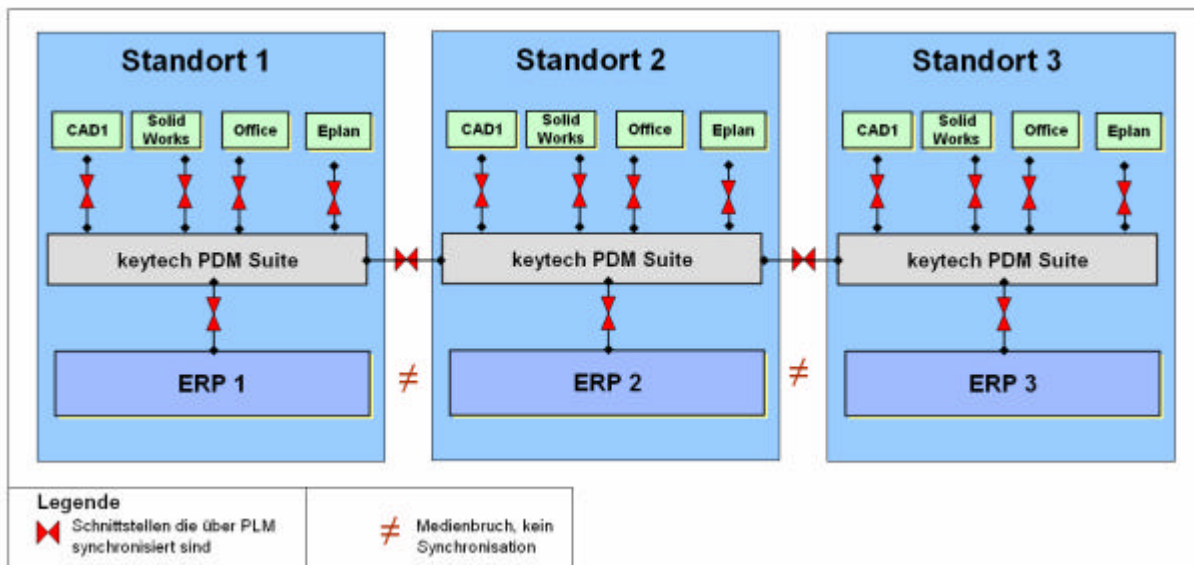 Standort 1
Standort 2
Standort 3
CAD1
Solid
Works
Office
Eplan
CAD1
Solid
Works
Office
Eplan
CAD1
Solid
Works
Office
Eplan
keytech PDM Suite
keytech PDM Suite
keytech PDM Suite
ERP 1
≠
ERP 2
≠
ERP 3
Legende
Schnittstellen die über PLM
synchronisiert sind
≠
Medienbruch, kein
Synchronisation